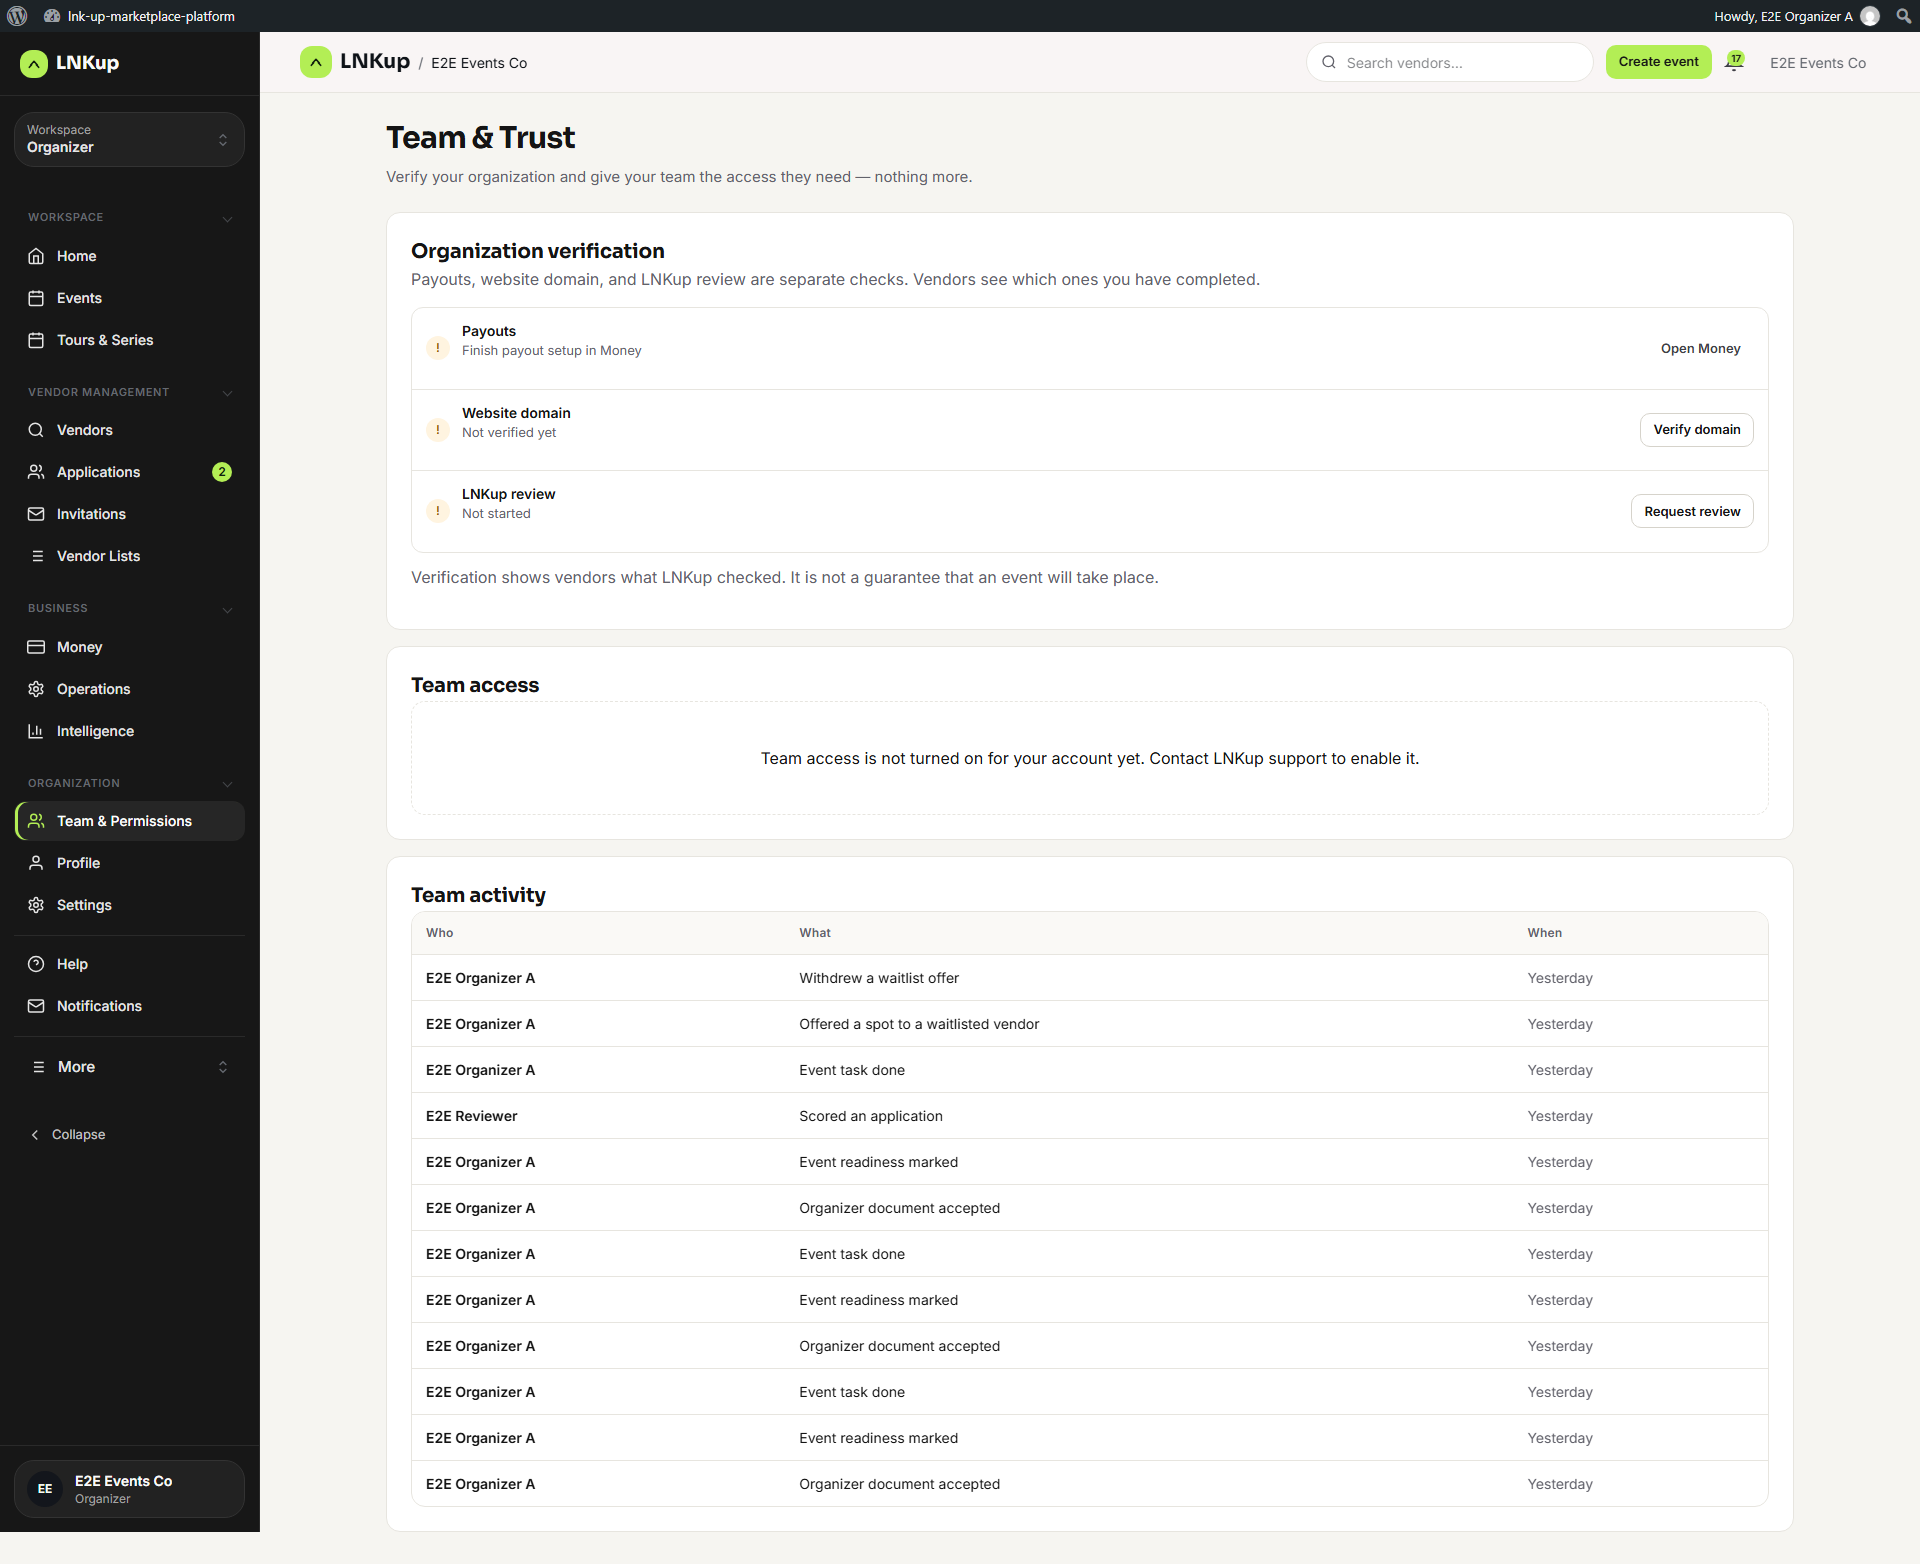 lnk-up-marketplace-platform
Howdy, E2E Organizer A
LNKup
Workspace
Organizer
WORKSPACE
Home
Events
Tours & Series
VENDOR MANAGEMENT
Vendors
Applications
2
Invitations
Vendor Lists
BUSINESS
Money
Operations
Intelligence
ORGANIZATION
Team & Permissions
Profile
Settings
Help
Notifications
More
Collapse
EE
E2E Events Co
Organizer
LNKup / E2E Events Co
Search vendors...
Create event
17
E2E Events Co
Team & Trust
Verify your organization and give your team the access they need — nothing more.
Organization verification
Payouts, website domain, and LNKup review are separate checks. Vendors see which ones you have completed.
!
Payouts
Finish payout setup in Money
Open Money
!
Website domain
Not verified yet
Verify domain
!
LNKup review
Not started
Request review
Verification shows vendors what LNKup checked. It is not a guarantee that an event will take place.
Team access
Team access is not turned on for your account yet. Contact LNKup support to enable it.
Team activity
Who What When
E2E Organizer A Withdrew a waitlist offer Yesterday
E2E Organizer A Offered a spot to a waitlisted vendor Yesterday
E2E Organizer A Event task done Yesterday
E2E Reviewer Scored an application Yesterday
E2E Organizer A Event readiness marked Yesterday
E2E Organizer A Organizer document accepted Yesterday
E2E Organizer A Event task done Yesterday
E2E Organizer A Event readiness marked Yesterday
E2E Organizer A Organizer document accepted Yesterday
E2E Organizer A Event task done Yesterday
E2E Organizer A Event readiness marked Yesterday
E2E Organizer A Organizer document accepted Yesterday